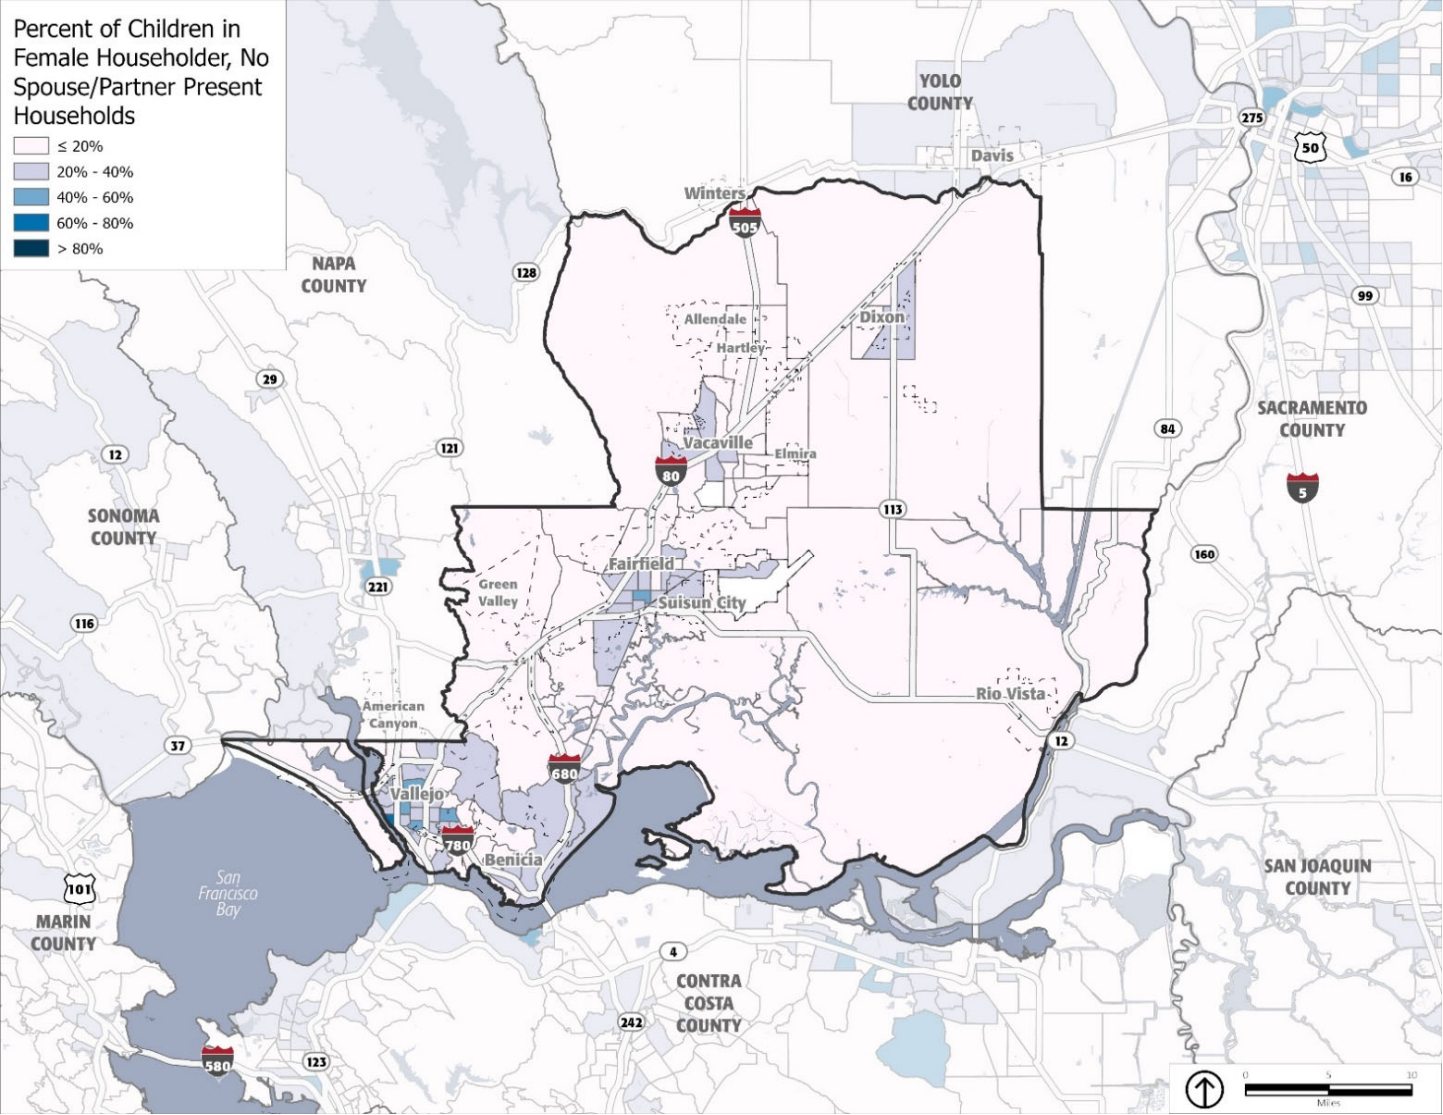 Percent of Children in
Female Householder, No
Spouse/Partner Present
Households
≤ 20%
20% - 40%
40% - 60%
60% - 80%
> 80%
YOLO
COUNTY
275
50
Davis
16
Winters
505
NAPA
COUNTY
128
99
Allendale
Dixon
Hartley
29
SACRAMENTO
COUNTY
84
Vacaville
121
12
Elmira
80
5
SONOMA
COUNTY
113
160
Fairfield
221
Green
Valley
Suisun City
116
Rio Vista
American
Canyon
37
12
680
Vallejo
780
Benicia
SAN JOAQUIN
COUNTY
San
Francisco
Bay
101
MARIN
COUNTY
4
CONTRA
COSTA
COUNTY
242
580
123
0 5 10
Miles